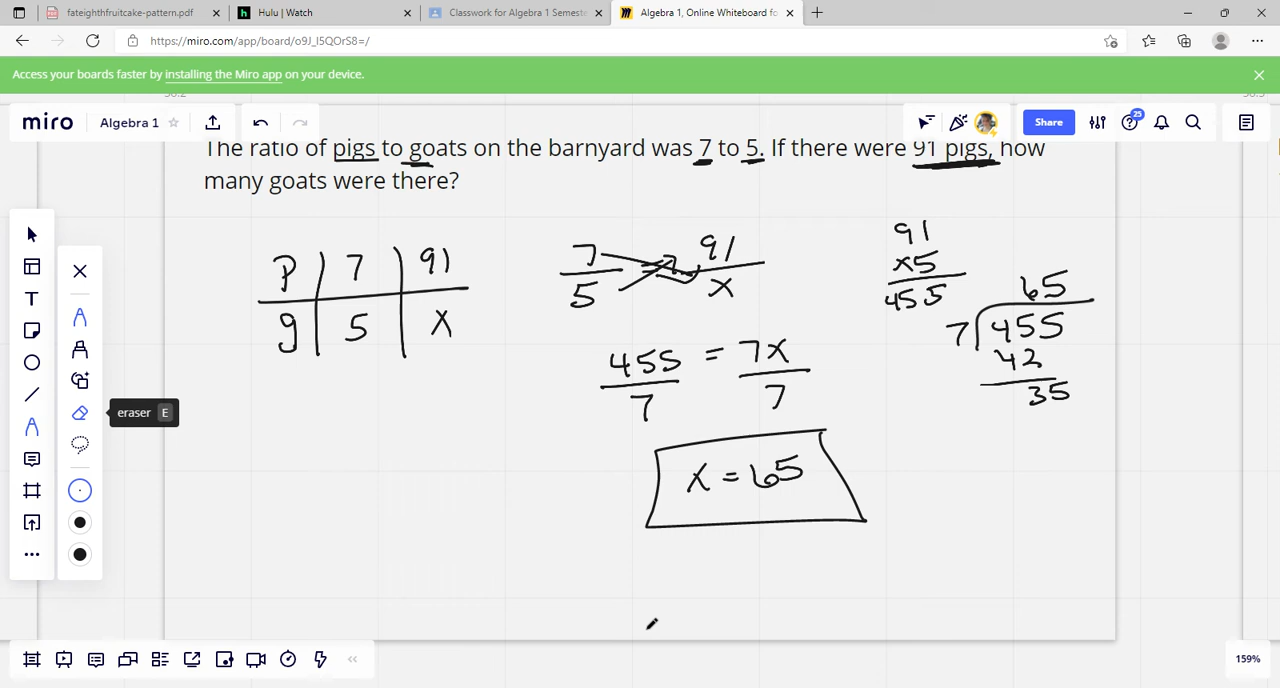 fateighthfruitcake-pattern.pdf
Hulu | Watch
Classwork for Algebra 1 Semeste
Algebra 1, Online Whiteboard fo
https://miro.com/app/board/o9J_l5QOrS8=/
Access your boards faster by installing the Miro app on your device.
miro
Algebra 1
Share
25
The ratio of pigs to goats on the barnyard was 7 to 5. If there were 91 pigs, how
many goats were there?
P 7 91
g 5 x
7/5 = 91/x
455/7 = 7x/7
x = 65
91
x5
455
65
7 455
42
35
eraser E
159%